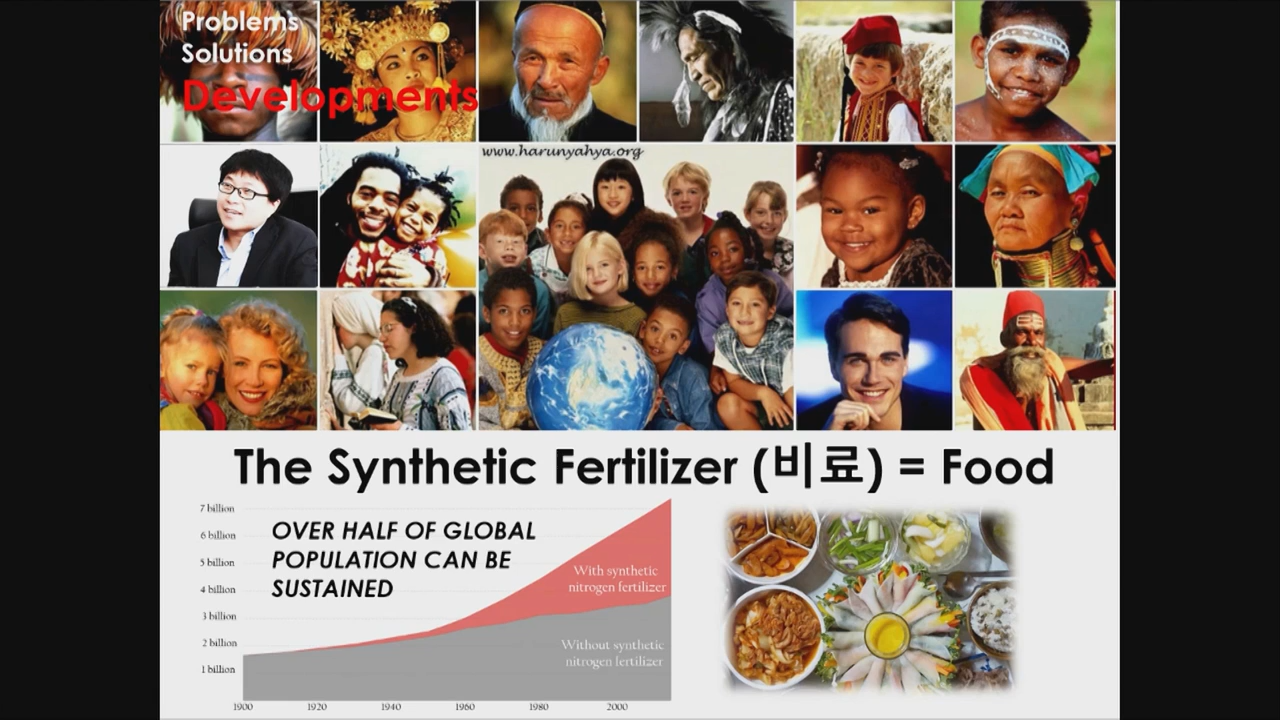 Problems
Solutions
Developments
www.harunyahya.org
The Synthetic Fertilizer (비료) = Food
7 billion
6 billion
5 billion
4 billion
3 billion
2 billion
1 billion
OVER HALF OF GLOBAL
POPULATION CAN BE
SUSTAINED
With synthetic
nitrogen fertilizer
Without synthetic
nitrogen fertilizer
1900
1920
1940
1960
1980
2000